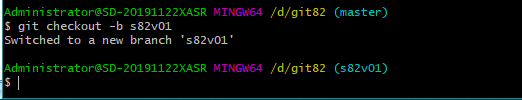 Administrator@SD-20191122XASR MINGW64 /d/git82 (master)
$ git checkout -b s82v01
Switched to a new branch 's82v01'
Administrator@SD-20191122XASR MINGW64 /d/git82 (s82v01)
$